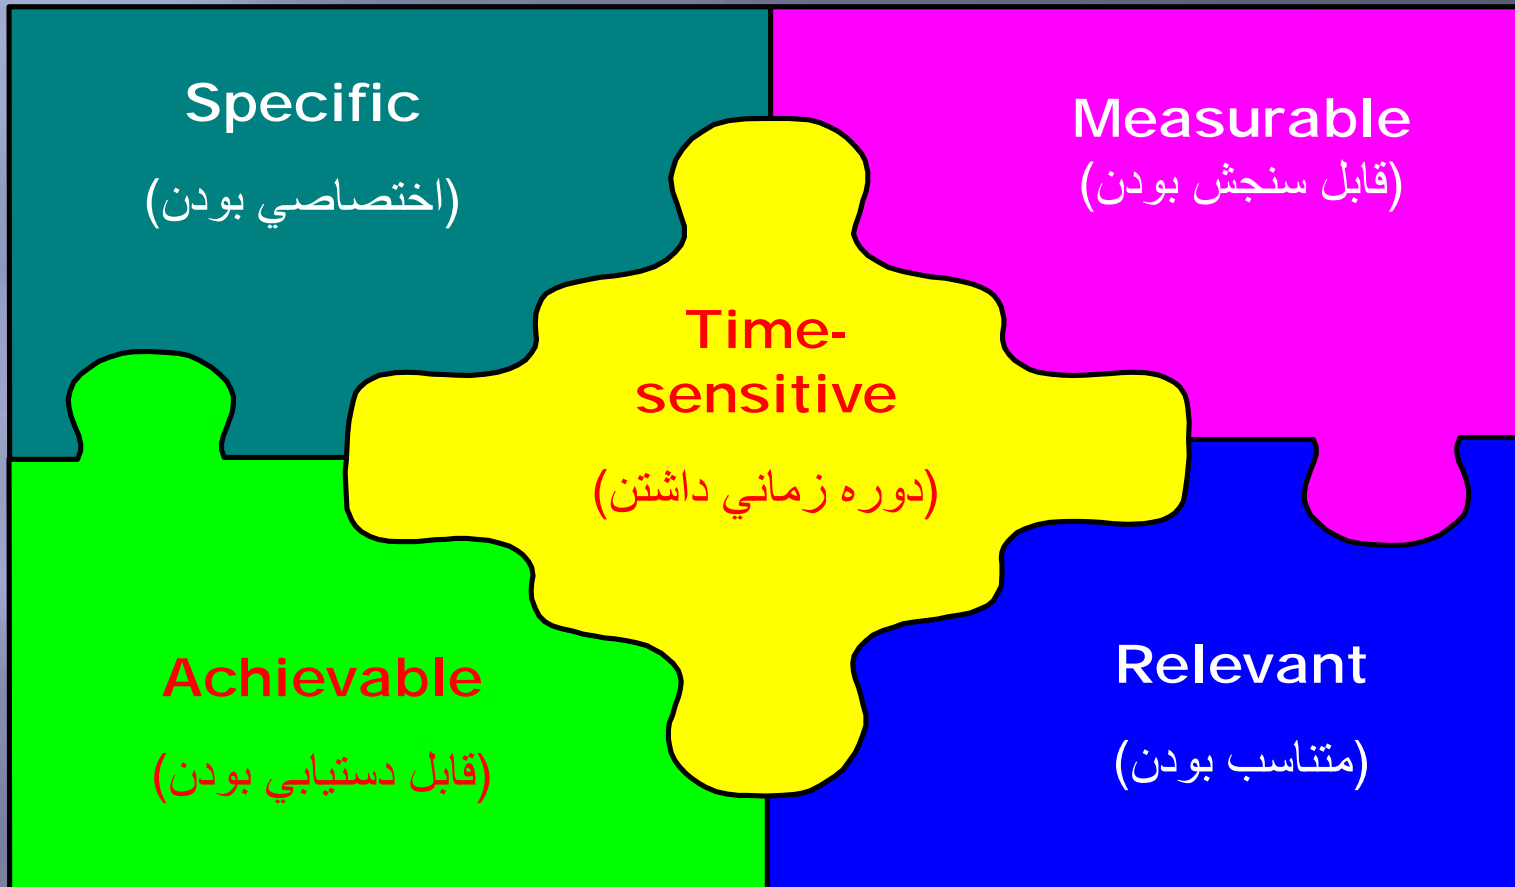 Specific
(اختصاصي بودن)
Measurable
(قابل سنجش بودن)
Time-
sensitive
(دوره زماني داشتن)
Achievable
(قابل دستيابي بودن)
Relevant
(متناسب بودن)